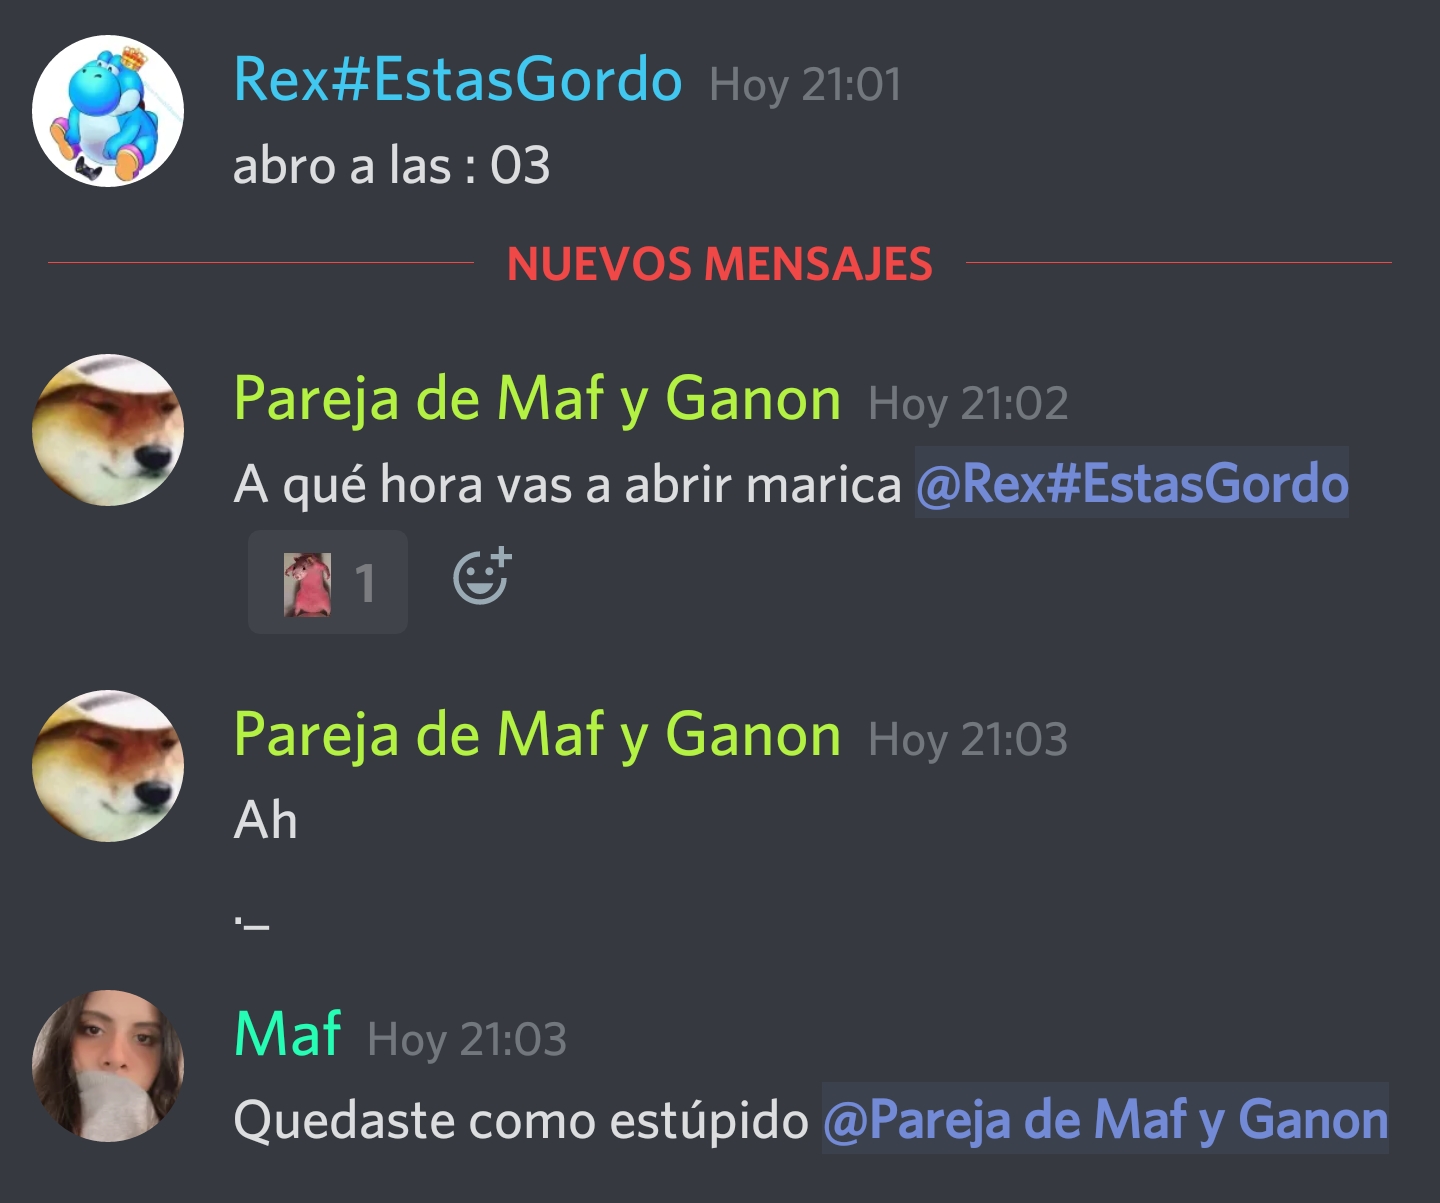 Rex#EstasGordo Hoy 21:01
abro a las : 03
NUEVOS MENSAJES
Pareja de Maf y Ganon Hoy 21:02
A qué hora vas a abrir marica @Rex#EstasGordo
1
Pareja de Maf y Ganon Hoy 21:03
Ah
._
Maf Hoy 21:03
Quedaste como estúpido @Pareja de Maf y Ganon